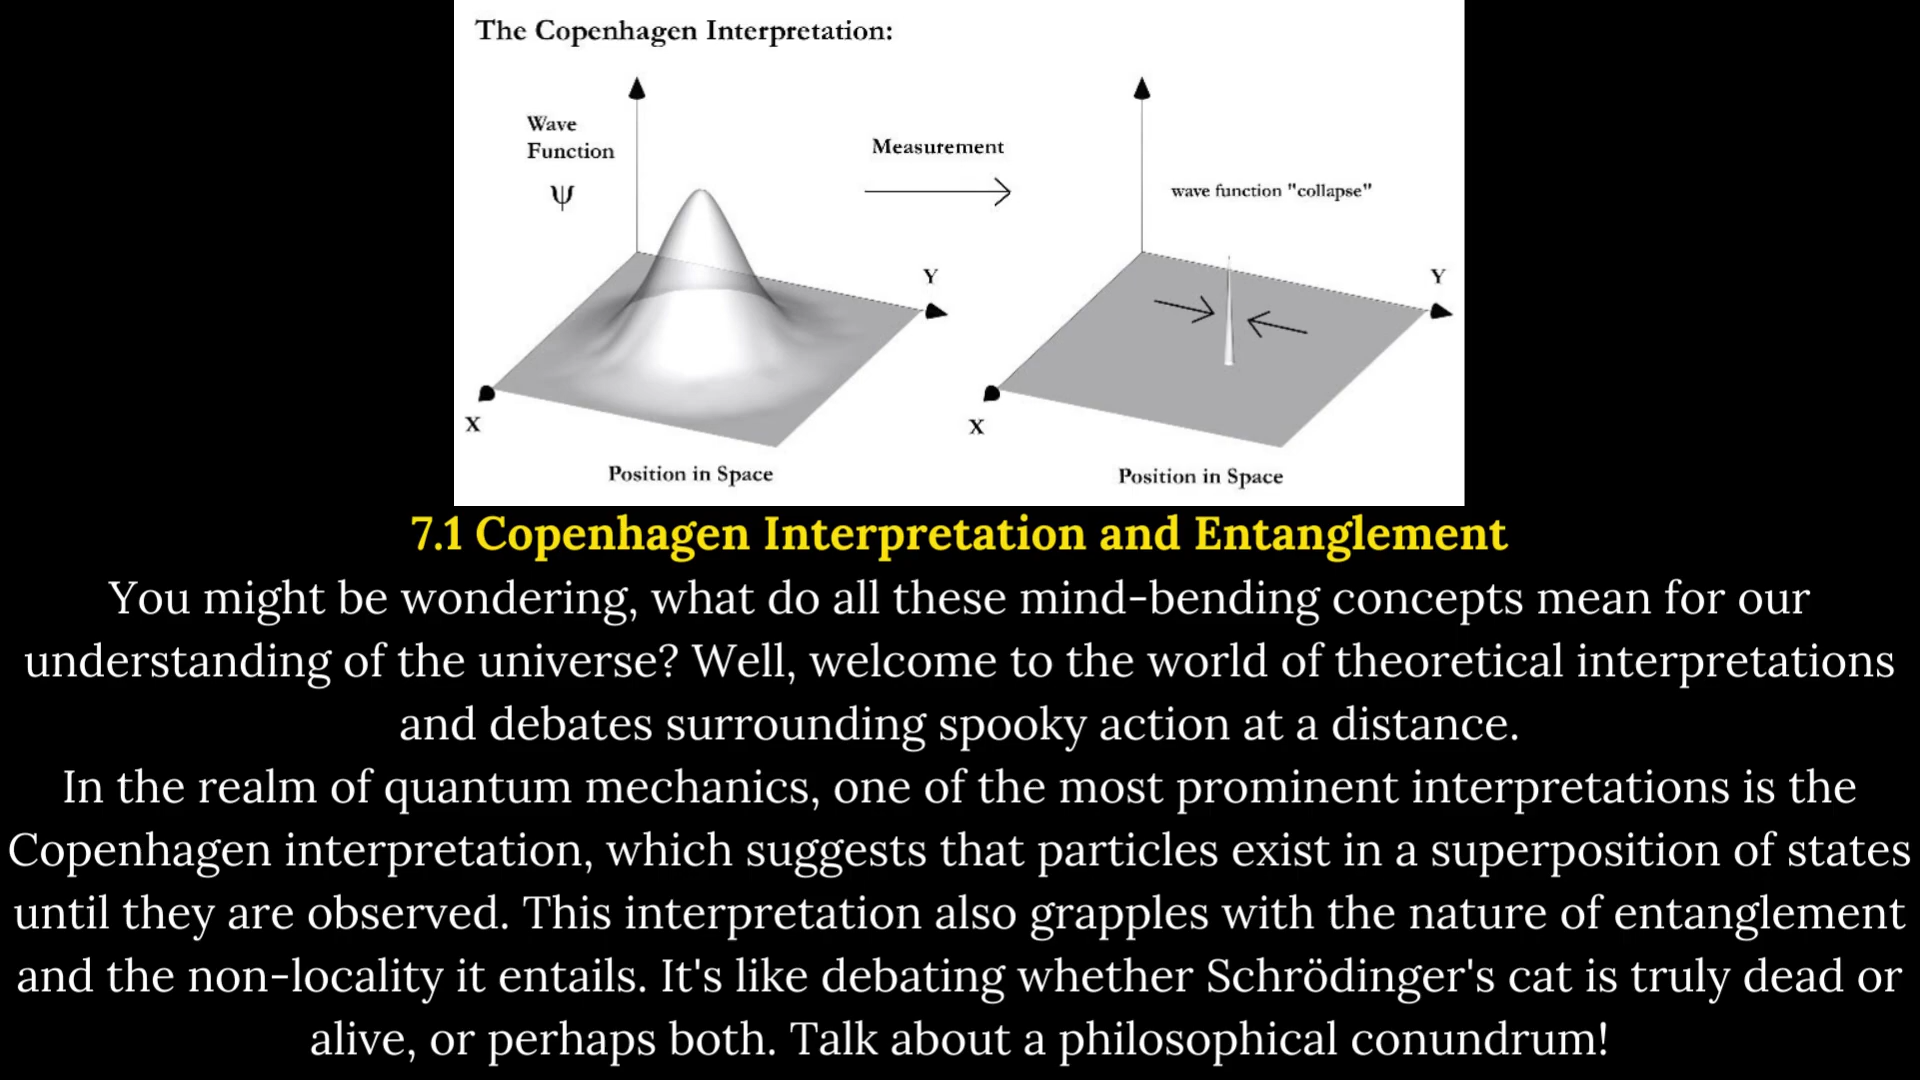 The Copenhagen Interpretation:
Wave
Function
Ψ
Measurement
wave function "collapse"
Y
Y
X
X
Position in Space
Position in Space
7.1 Copenhagen Interpretation and Entanglement
You might be wondering, what do all these mind-bending concepts mean for our
understanding of the universe? Well, welcome to the world of theoretical interpretations
and debates surrounding spooky action at a distance.
In the realm of quantum mechanics, one of the most prominent interpretations is the
Copenhagen interpretation, which suggests that particles exist in a superposition of states
until they are observed. This interpretation also grapples with the nature of entanglement
and the non-locality it entails. It's like debating whether Schrödinger's cat is truly dead or
alive, or perhaps both. Talk about a philosophical conundrum!